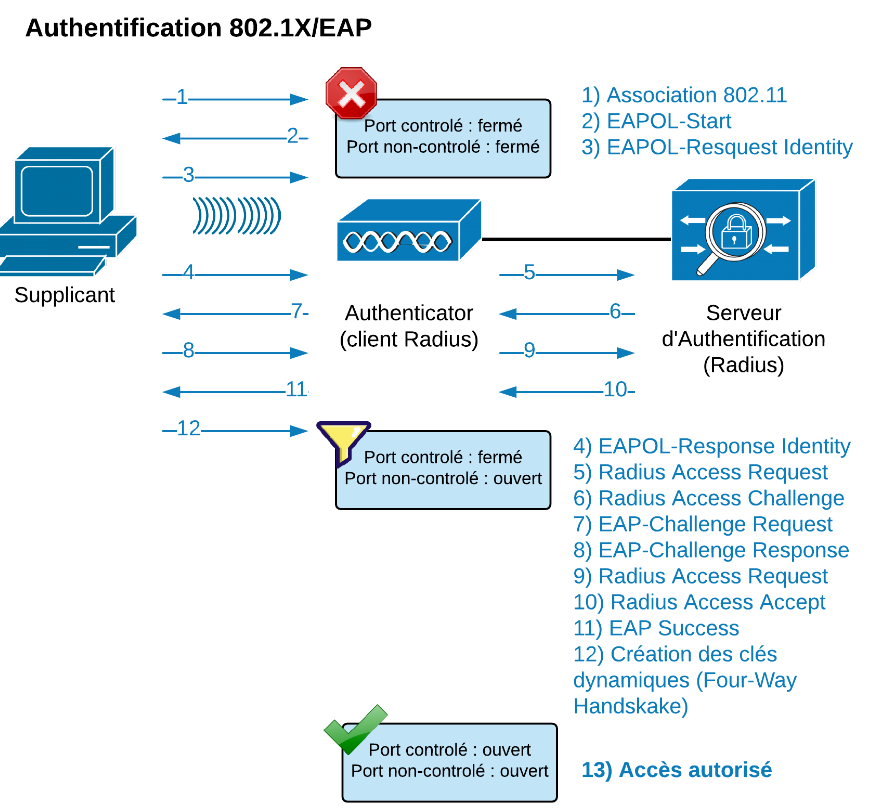 Authentification 802.1X/EAP
1
2
3
Port controlé : fermé
Port non-controlé : fermé
1) Association 802.11
2) EAPOL-Start
3) EAPOL-Resquest Identity
Supplicant
Authenticator
(client Radius)
Serveur
d'Authentification
(Radius)
4
5
7
6
8
9
11
10
12
Port controlé : fermé
Port non-controlé : ouvert
4) EAPOL-Response Identity
5) Radius Access Request
6) Radius Access Challenge
7) EAP-Challenge Request
8) EAP-Challenge Response
9) Radius Access Request
10) Radius Access Accept
11) EAP Success
12) Création des clés
dynamiques (Four-Way
Handskake)
Port controlé : ouvert
Port non-controlé : ouvert
13) Accès autorisé